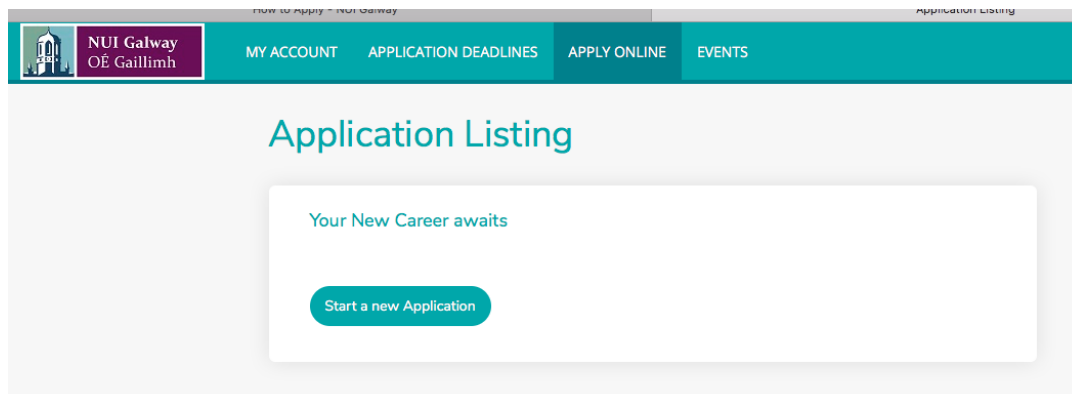 How to Apply - NUI Galway
Application Listing
NUI Galway
OÉ Gaillimh
MY ACCOUNT
APPLICATION DEADLINES
APPLY ONLINE
EVENTS
Application Listing
Your New Career awaits
Start a new Application